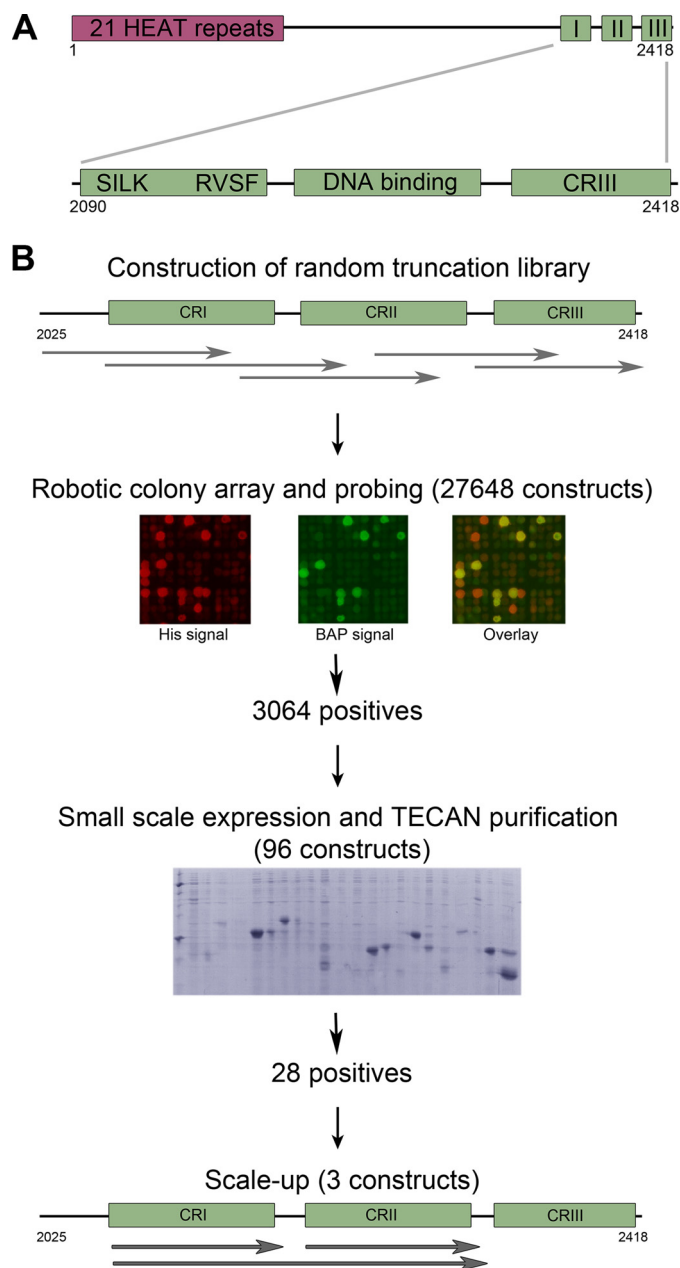 A
21 HEAT repeats
I II III
1 2418
SILK RVSF DNA binding CRIII
2090 2418
B
Construction of random truncation library
CRI CRII CRIII
2025 2418
Robotic colony array and probing (27648 constructs)
His signal BAP signal Overlay
3064 positives
Small scale expression and TECAN purification
(96 constructs)
28 positives
Scale-up (3 constructs)
CRI CRII CRIII
2025 2418